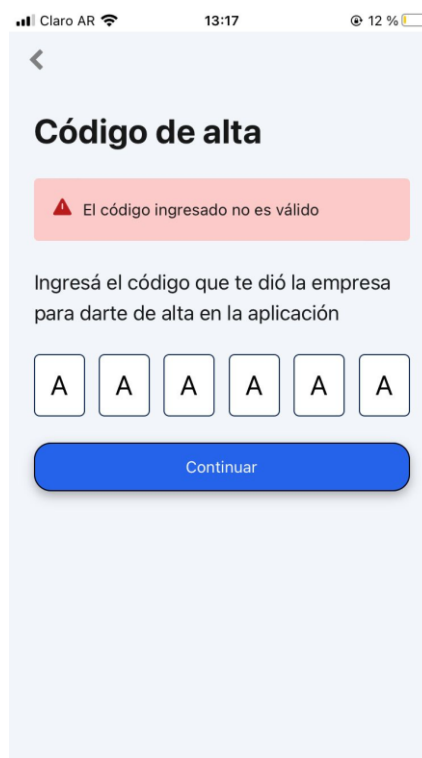 Claro AR 13:17 12 %
Código de alta
El código ingresado no es válido
Ingresá el código que te dió la empresa
para darte de alta en la aplicación
A A A A A A
Continuar